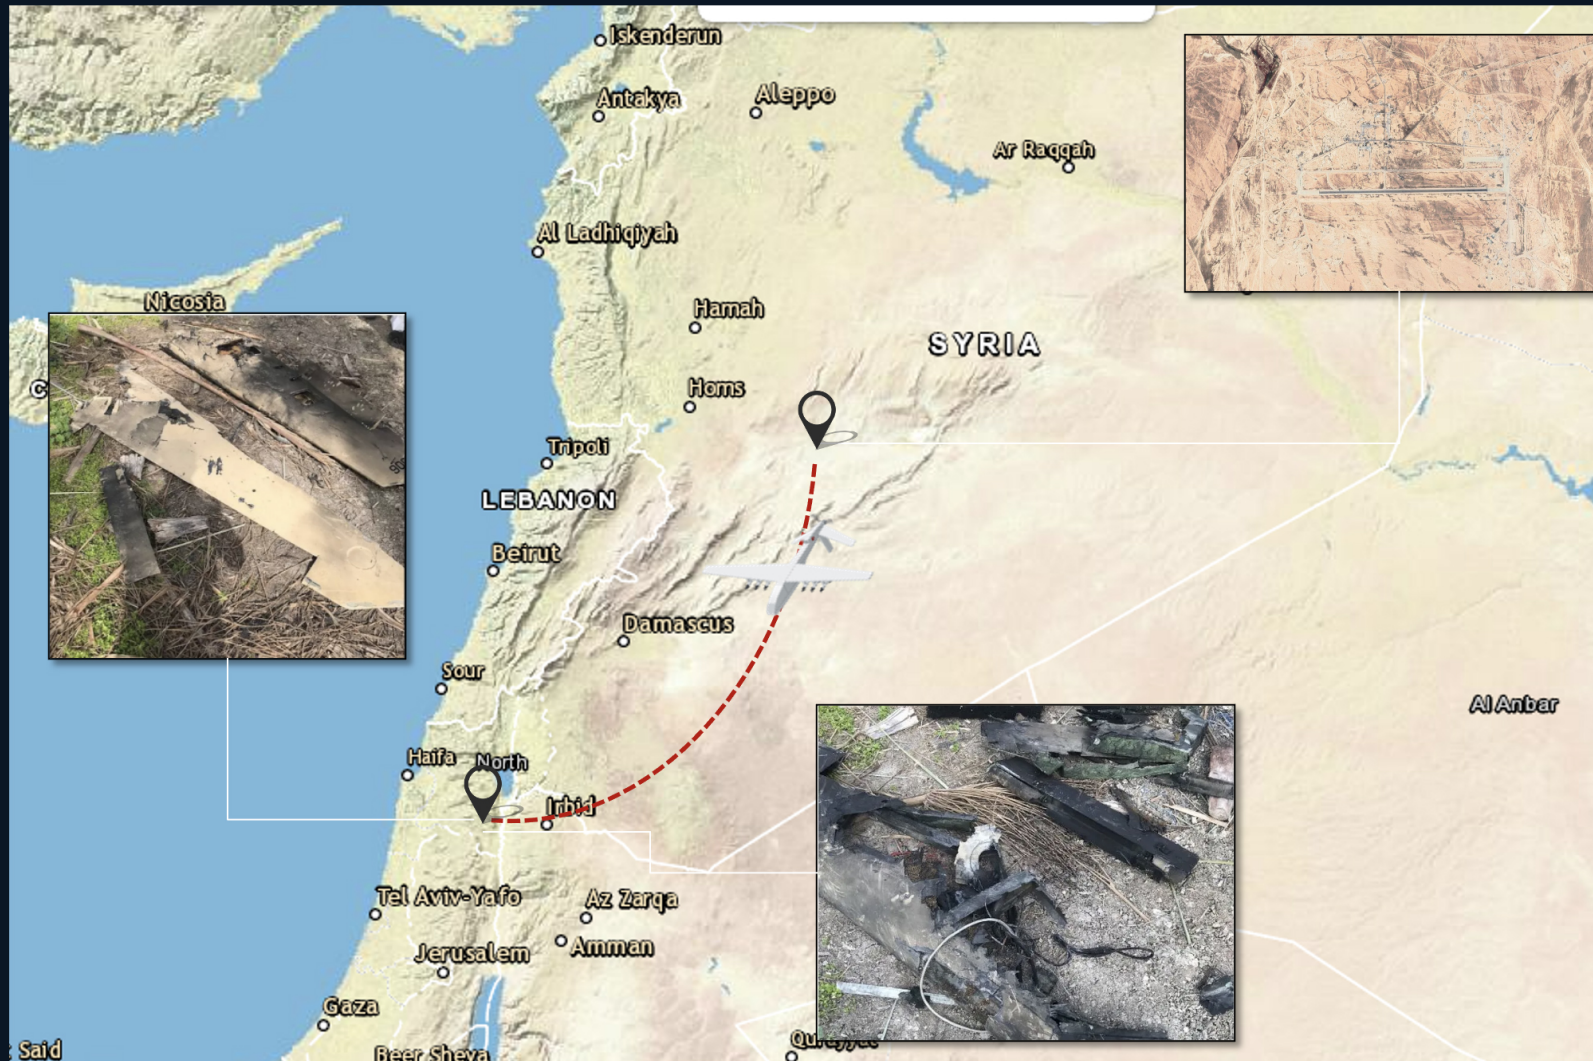 Iskenderun
Antakya
Aleppo
Ar Raqqah
Al Ladhiqiyah
Nicosia
Hamah
SYRIA
C
Homs
Tripoli
LEBANON
Beirut
Damascus
Sour
Al Anbar
Haifa
North
Irbid
Tel Aviv-Yafo
Az Zarqa
Amman
Jerusalem
Gaza
Said
Beer Sheva